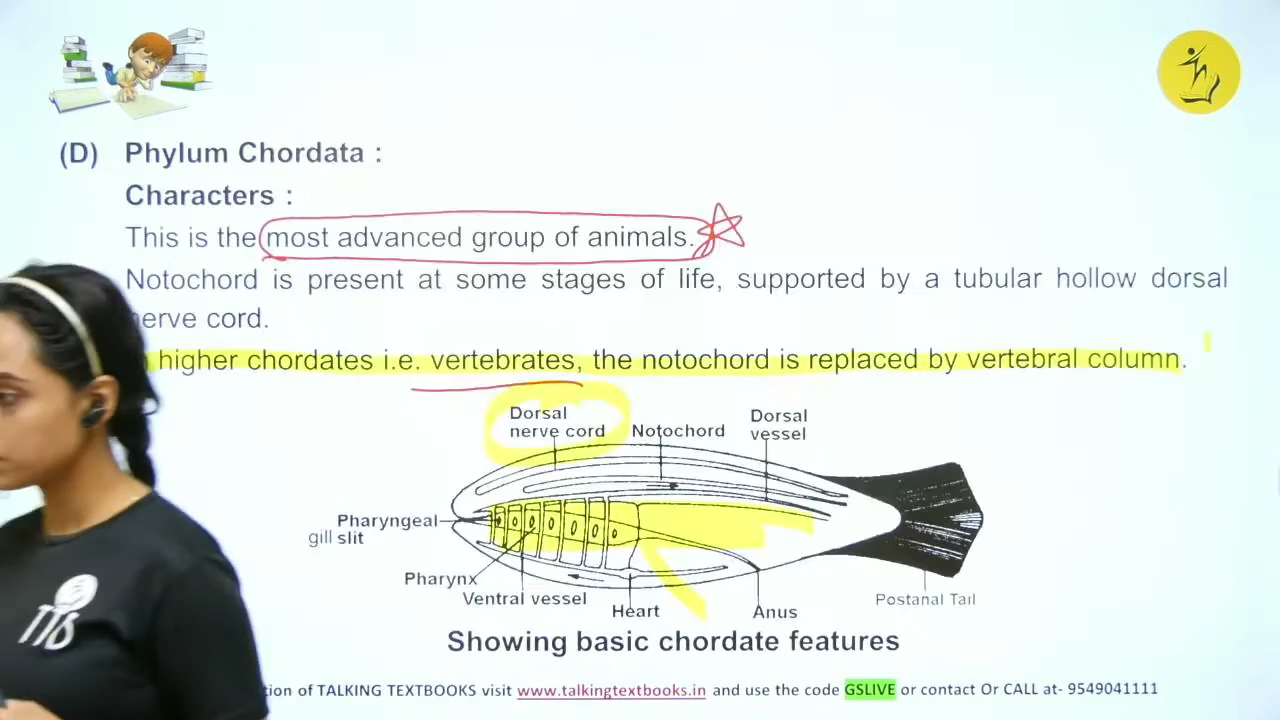 (D) Phylum Chordata :
Characters :
This is the most advanced group of animals.
Notochord is present at some stages of life, supported by a tubular hollow dorsal
nerve cord.
higher chordates i.e. vertebrates, the notochord is replaced by vertebral column.
Dorsal
nerve cord
Notochord
Dorsal
vessel
Pharyngeal
gill slit
Pharynx
Ventral vessel
Heart
Anus
Postanal Tail
Showing basic chordate features
TTB
of TALKING TEXTBOOKS visit www.talkingtextbooks.in and use the code GSLIVE or contact Or CALL at- 9549041111